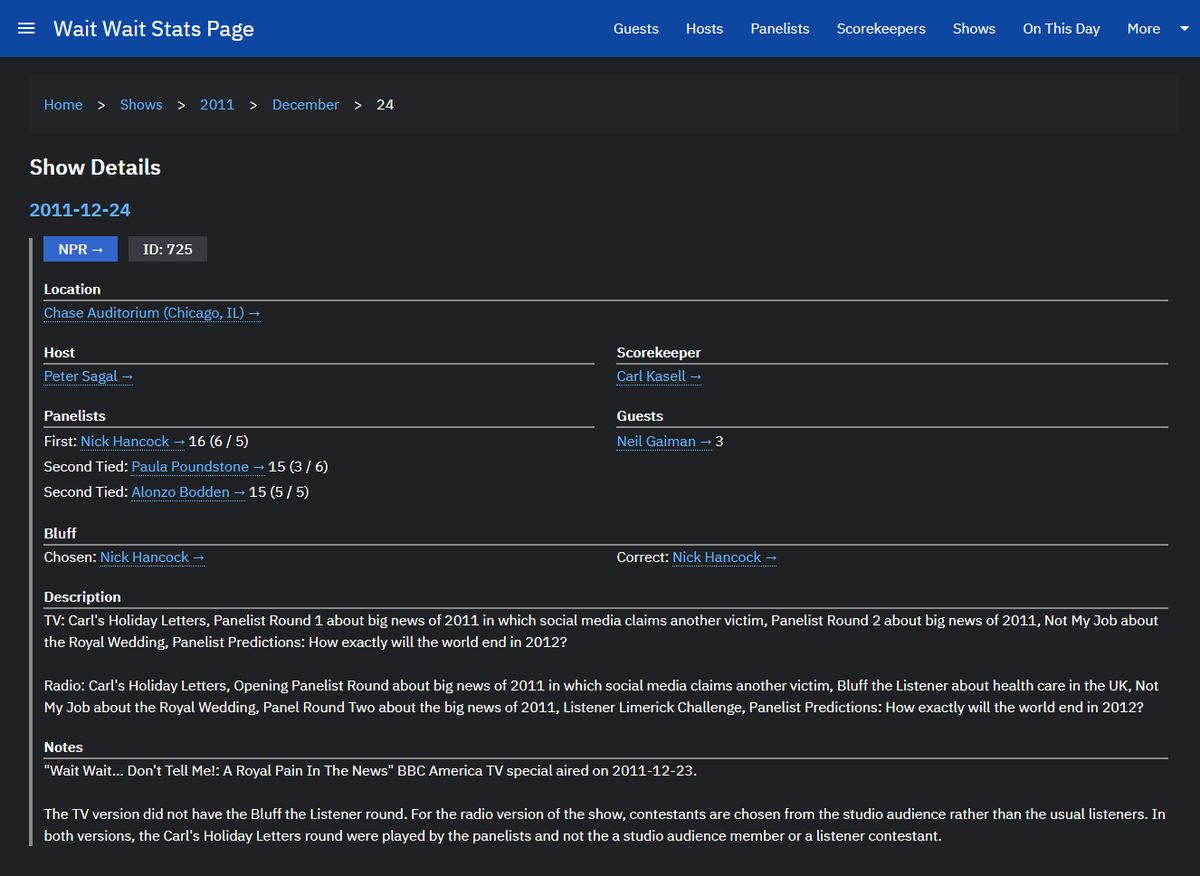 Wait Wait Stats Page
Guests Hosts Panelists Scorekeepers Shows On This Day More
Home > Shows > 2011 > December > 24
Show Details
2011-12-24
NPR → ID: 725
Location
Chase Auditorium (Chicago, IL) →
Host
Peter Sagal →
Scorekeeper
Carl Kasell →
Panelists
First: Nick Hancock → 16 (6 / 5)
Second Tied: Paula Poundstone → 15 (3 / 6)
Second Tied: Alonzo Bodden → 15 (5 / 5)
Guests
Neil Gaiman → 3
Bluff
Chosen: Nick Hancock →
Correct: Nick Hancock →
Description
TV: Carl's Holiday Letters, Panelist Round 1 about big news of 2011 in which social media claims another victim, Panelist Round 2 about big news of 2011, Not My Job about
the Royal Wedding, Panelist Predictions: How exactly will the world end in 2012?
Radio: Carl's Holiday Letters, Opening Panelist Round about big news of 2011 in which social media claims another victim, Bluff the Listener about health care in the UK, Not
My Job about the Royal Wedding, Panel Round Two about the big news of 2011, Listener Limerick Challenge, Panelist Predictions: How exactly will the world end in 2012?
Notes
"Wait Wait... Don't Tell Me!: A Royal Pain In The News" BBC America TV special aired on 2011-12-23.
The TV version did not have the Bluff the Listener round. For the radio version of the show, contestants are chosen from the studio audience rather than the usual listeners. In
both versions, the Carl's Holiday Letters round were played by the panelists and not the a studio audience member or a listener contestant.